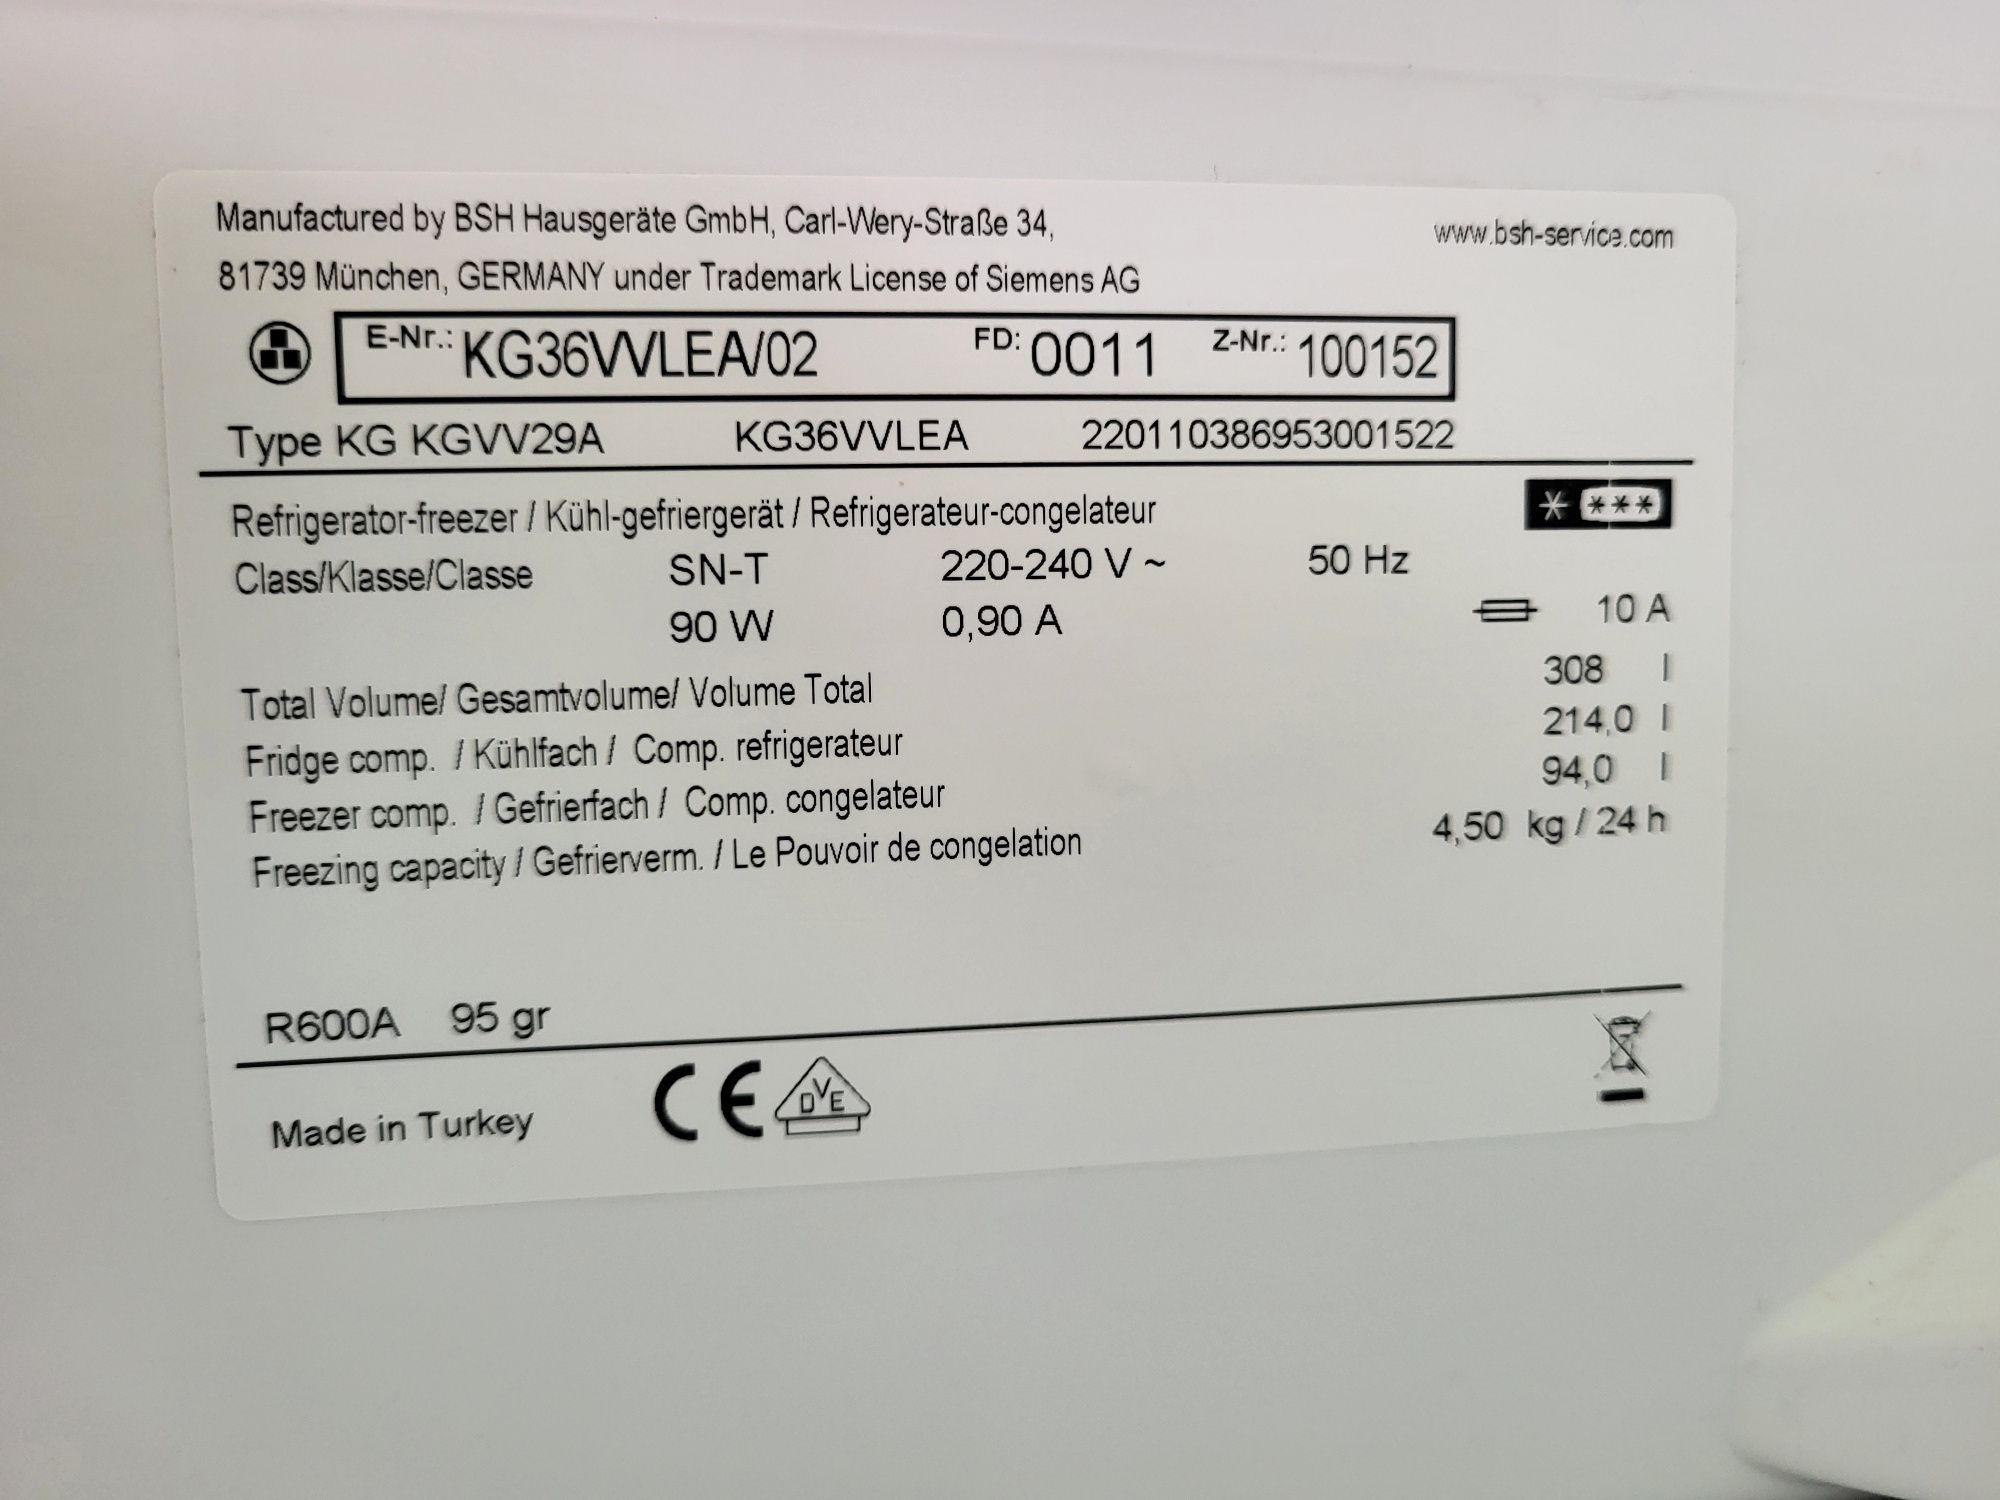 Manufactured by BSH Hausgeräte GmbH, Carl-Wery-Straße 34,
www.bsh-service.com
81739 München, GERMANY under Trademark License of Siemens AG
E-Nr.: KG36VVLEA/02 FD: 0011 Z-Nr.: 100152
Type KG KGVV29A KG36VVLEA 220110386953001522
Refrigerator-freezer / Kühl-gefriergerät / Refrigerateur-congelateur
Class/Klasse/Classe SN-T 220-240 V ~ 50 Hz
90 W 0,90 A 10 A
Total Volume/ Gesamtvolume/ Volume Total 308 l
Fridge comp. / Kühlfach / Comp. refrigerateur 214,0 l
Freezer comp. / Gefrierfach / Comp. congelateur 94,0 l
Freezing capacity / Gefrierverm. / Le Pouvoir de congelation 4,50 kg / 24 h
R600A 95 gr
Made in Turkey CE DVE